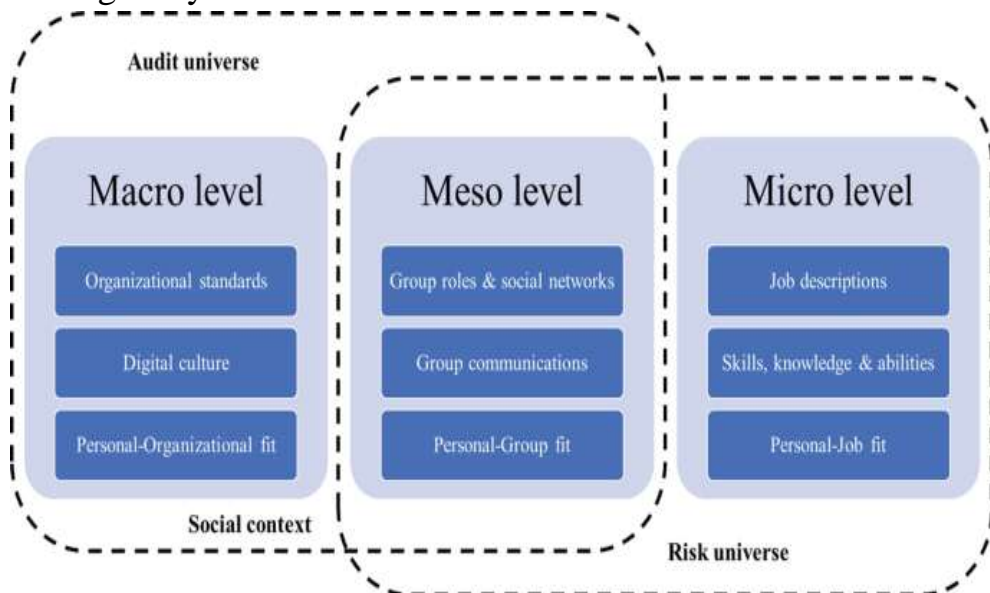 Audit universe
Macro level
Organizational standards
Digital culture
Personal-Organizational fit
Social context
Meso level
Group roles & social networks
Group communications
Personal-Group fit
Micro level
Job descriptions
Skills, knowledge & abilities
Personal-Job fit
Risk universe